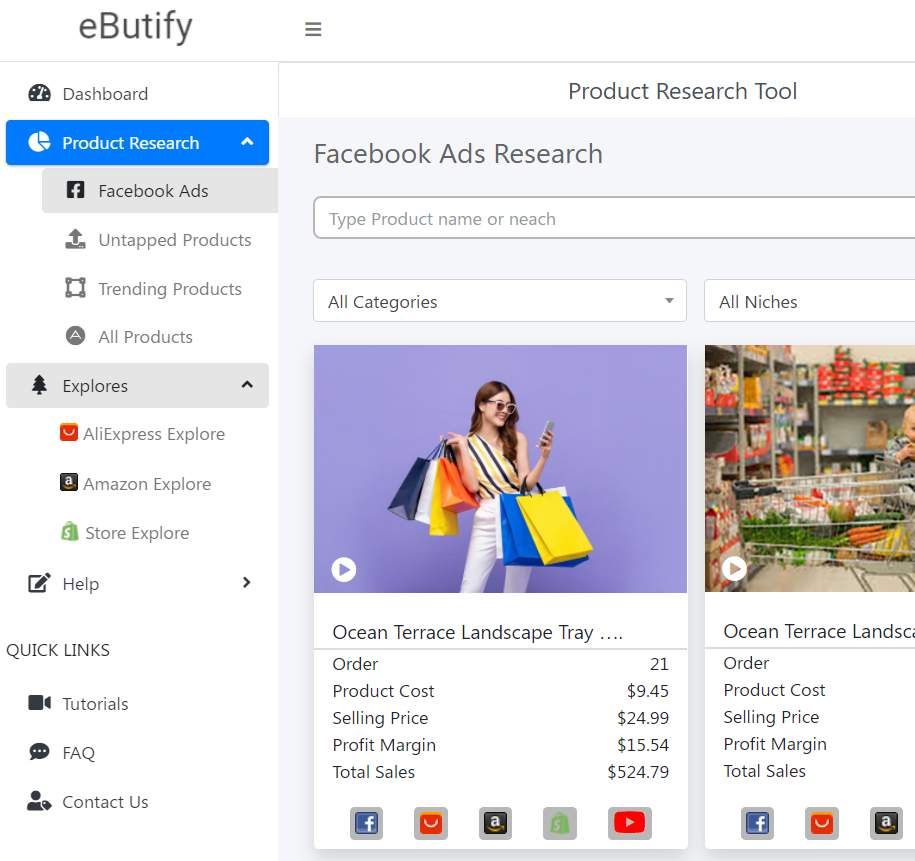 eButify
Dashboard
Product Research
Facebook Ads
Untapped Products
Trending Products
All Products
Explores
AliExpress Explore
Amazon Explore
Store Explore
Help
QUICK LINKS
Tutorials
FAQ
Contact Us
Product Research Tool
Facebook Ads Research
Type Product name or neach
All Categories
All Niches
Ocean Terrace Landscape Tray ….
Order 21
Product Cost $9.45
Selling Price $24.99
Profit Margin $15.54
Total Sales $524.79
Ocean Terrace Landsca
Order
Product Cost
Selling Price
Profit Margin
Total Sales